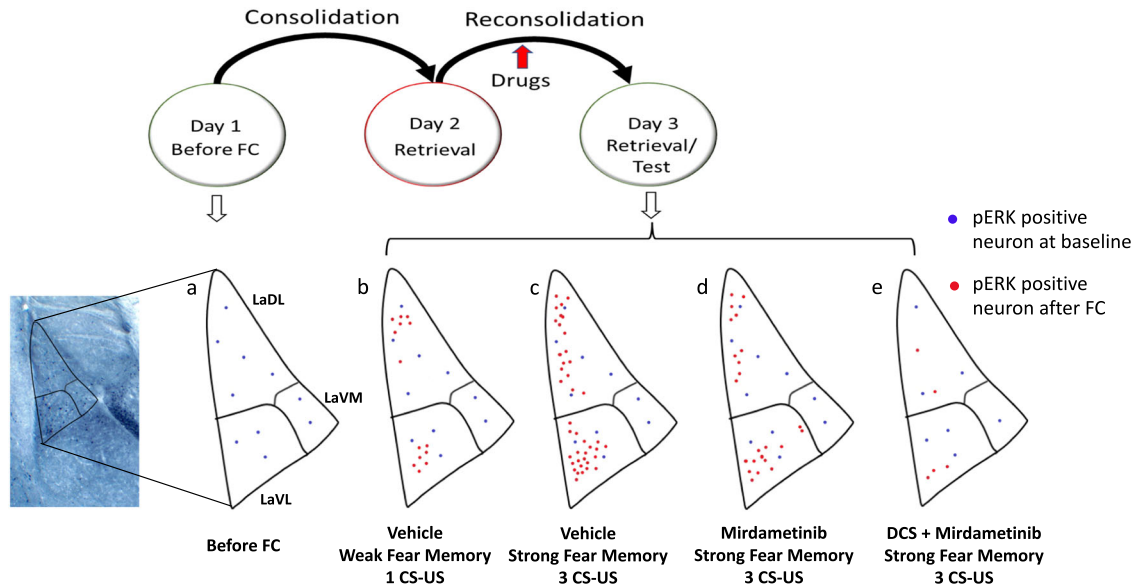 Consolidation
Reconsolidation
Drugs
Day 1
Before FC
Day 2
Retrieval
Day 3
Retrieval/
Test
pERK positive
neuron at baseline
pERK positive
neuron after FC
a
LaDL
LaVM
LaVL
b
c
d
e
Before FC
Vehicle
Weak Fear Memory
1 CS-US
Vehicle
Strong Fear Memory
3 CS-US
Mirdametinib
Strong Fear Memory
3 CS-US
DCS + Mirdametinib
Strong Fear Memory
3 CS-US